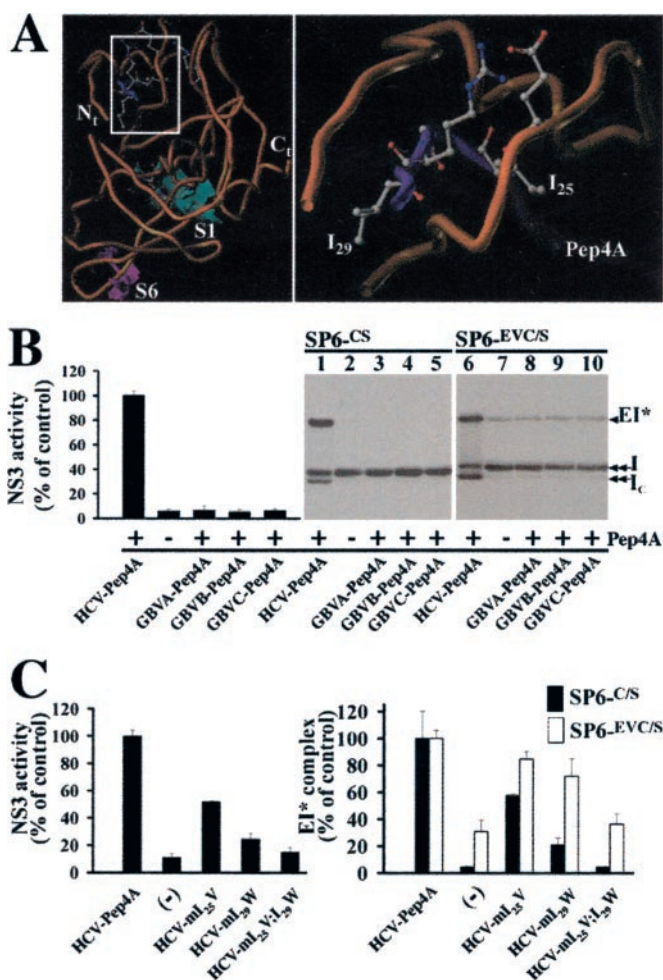 A
Nt
Ct
S1
S6
I29
I25
Pep4A
B
NS3 activity
(% of control)
120
100
80
60
40
20
0
SP6-CS
SP6-EVC/S
1 2 3 4 5
6 7 8 9 10
EI*
I
IC
+ - + + + + - + + + + - + + + Pep4A
HCV-Pep4A
GBVA-Pep4A
GBVB-Pep4A
GBVC-Pep4A
HCV-Pep4A
GBVA-Pep4A
GBVB-Pep4A
GBVC-Pep4A
HCV-Pep4A
GBVA-Pep4A
GBVB-Pep4A
GBVC-Pep4A
C
NS3 activity
(% of control)
120
100
80
60
40
20
0
HCV-Pep4A
(-)
HCV-mI25V
HCV-mI29W
HCV-mI25V;I29W
EI* complex
(% of control)
120
100
80
60
40
20
0
SP6-C/S
SP6-EVC/S
HCV-Pep4A
(-)
HCV-mI25V
HCV-mI29W
HCV-mI25V;I29W